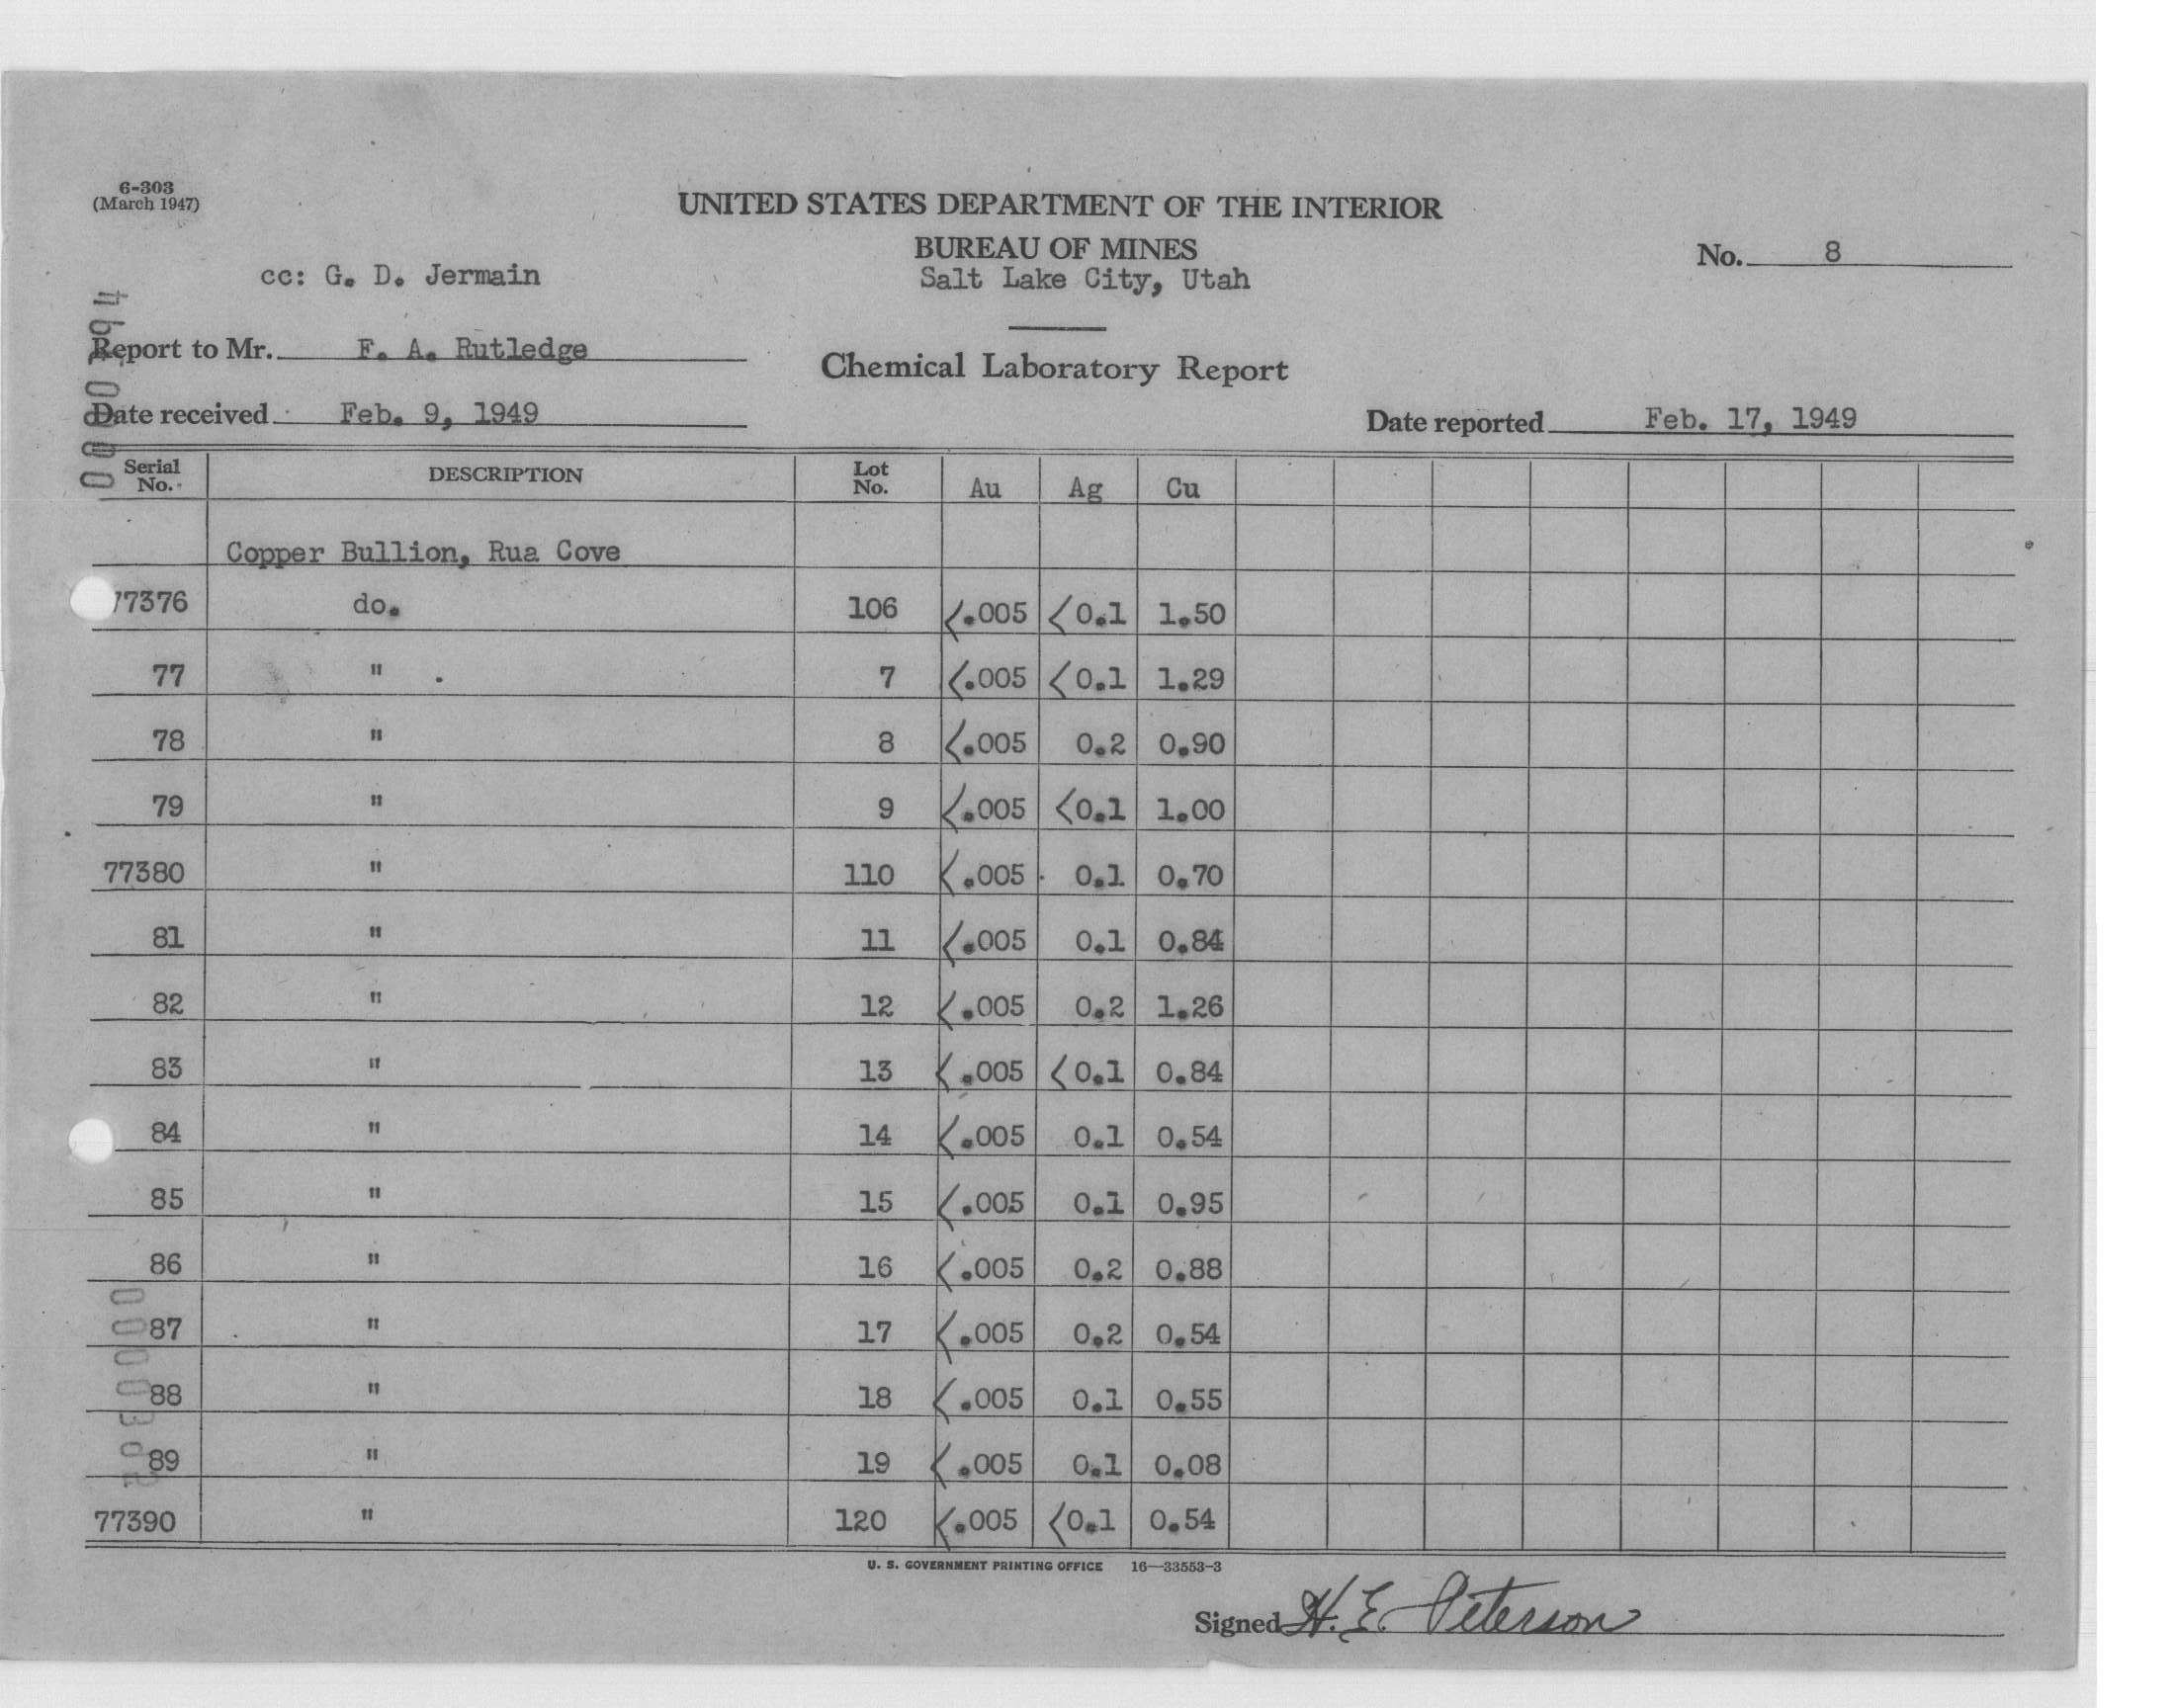 6-303
(March 1947)
UNITED STATES DEPARTMENT OF THE INTERIOR
BUREAU OF MINES
No. 8
cc: G. D. Jermain
Salt Lake City, Utah
Report to Mr. F. A. Rutledge
Chemical Laboratory Report
Date received Feb. 9, 1949
Date reported Feb. 17, 1949
Serial No. DESCRIPTION Lot No. Au Ag Cu
Copper Bullion, Rua Cove
77376 do. 106 <.005 <0.1 1.50
77 " 7 <.005 <0.1 1.29
78 " 8 <.005 0.2 0.90
79 " 9 <.005 <0.1 1.00
77380 " 110 <.005 0.1 0.70
81 " 11 <.005 0.1 0.84
82 " 12 <.005 0.2 1.26
83 " 13 <.005 <0.1 0.84
84 " 14 <.005 0.1 0.54
85 " 15 <.005 0.1 0.95
86 " 16 <.005 0.2 0.88
87 " 17 <.005 0.2 0.54
88 " 18 <.005 0.1 0.55
89 " 19 <.005 0.1 0.08
77390 " 120 <.005 <0.1 0.54
U. S. GOVERNMENT PRINTING OFFICE 16—33553-3
Signed H. E. Peterson